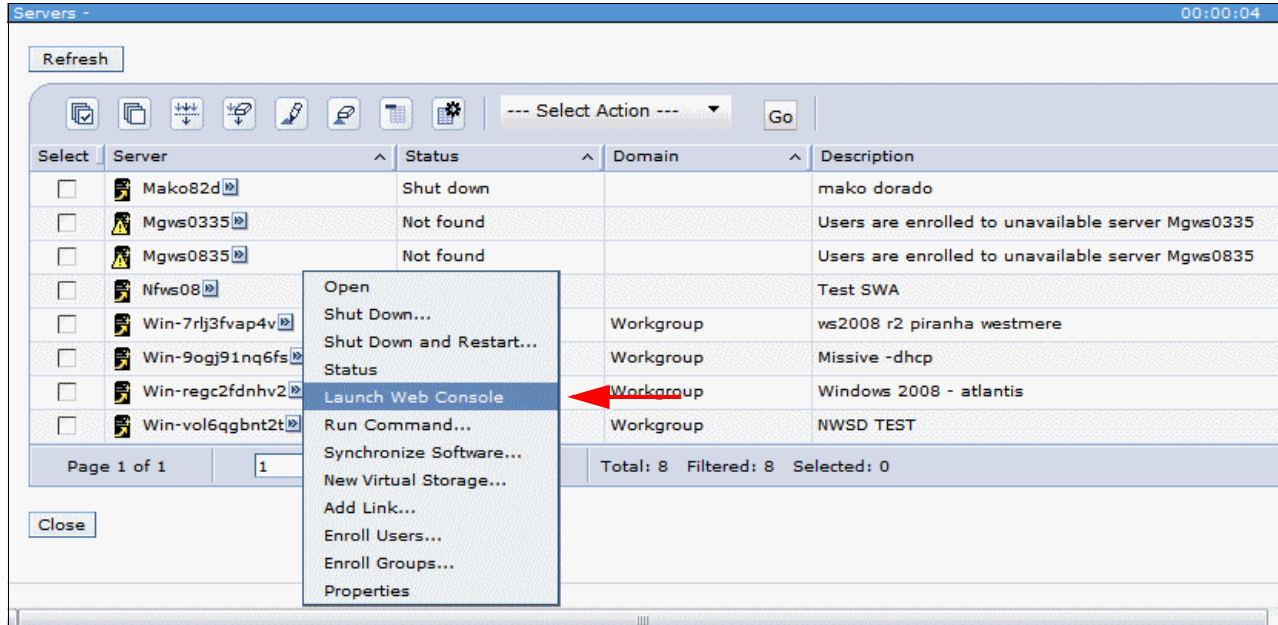 Servers - 00:00:04
Refresh
--- Select Action --- Go
Select Server Status Domain Description
Mako82d Shut down mako dorado
Mgws0335 Not found Users are enrolled to unavailable server Mgws0335
Mgws0835 Not found Users are enrolled to unavailable server Mgws0835
Nfws08 Test SWA
Win-7rlj3fvap4v Workgroup ws2008 r2 piranha westmere
Win-9ogj91nq6fs Workgroup Missive -dhcp
Win-regc2fdnhv2 Workgroup Windows 2008 - atlantis
Win-vol6qgbnt2t Workgroup NWSD TEST
Page 1 of 1 1 Total: 8 Filtered: 8 Selected: 0
Close
Open
Shut Down...
Shut Down and Restart...
Status
Launch Web Console
Run Command...
Synchronize Software...
New Virtual Storage...
Add Link...
Enroll Users...
Enroll Groups...
Properties